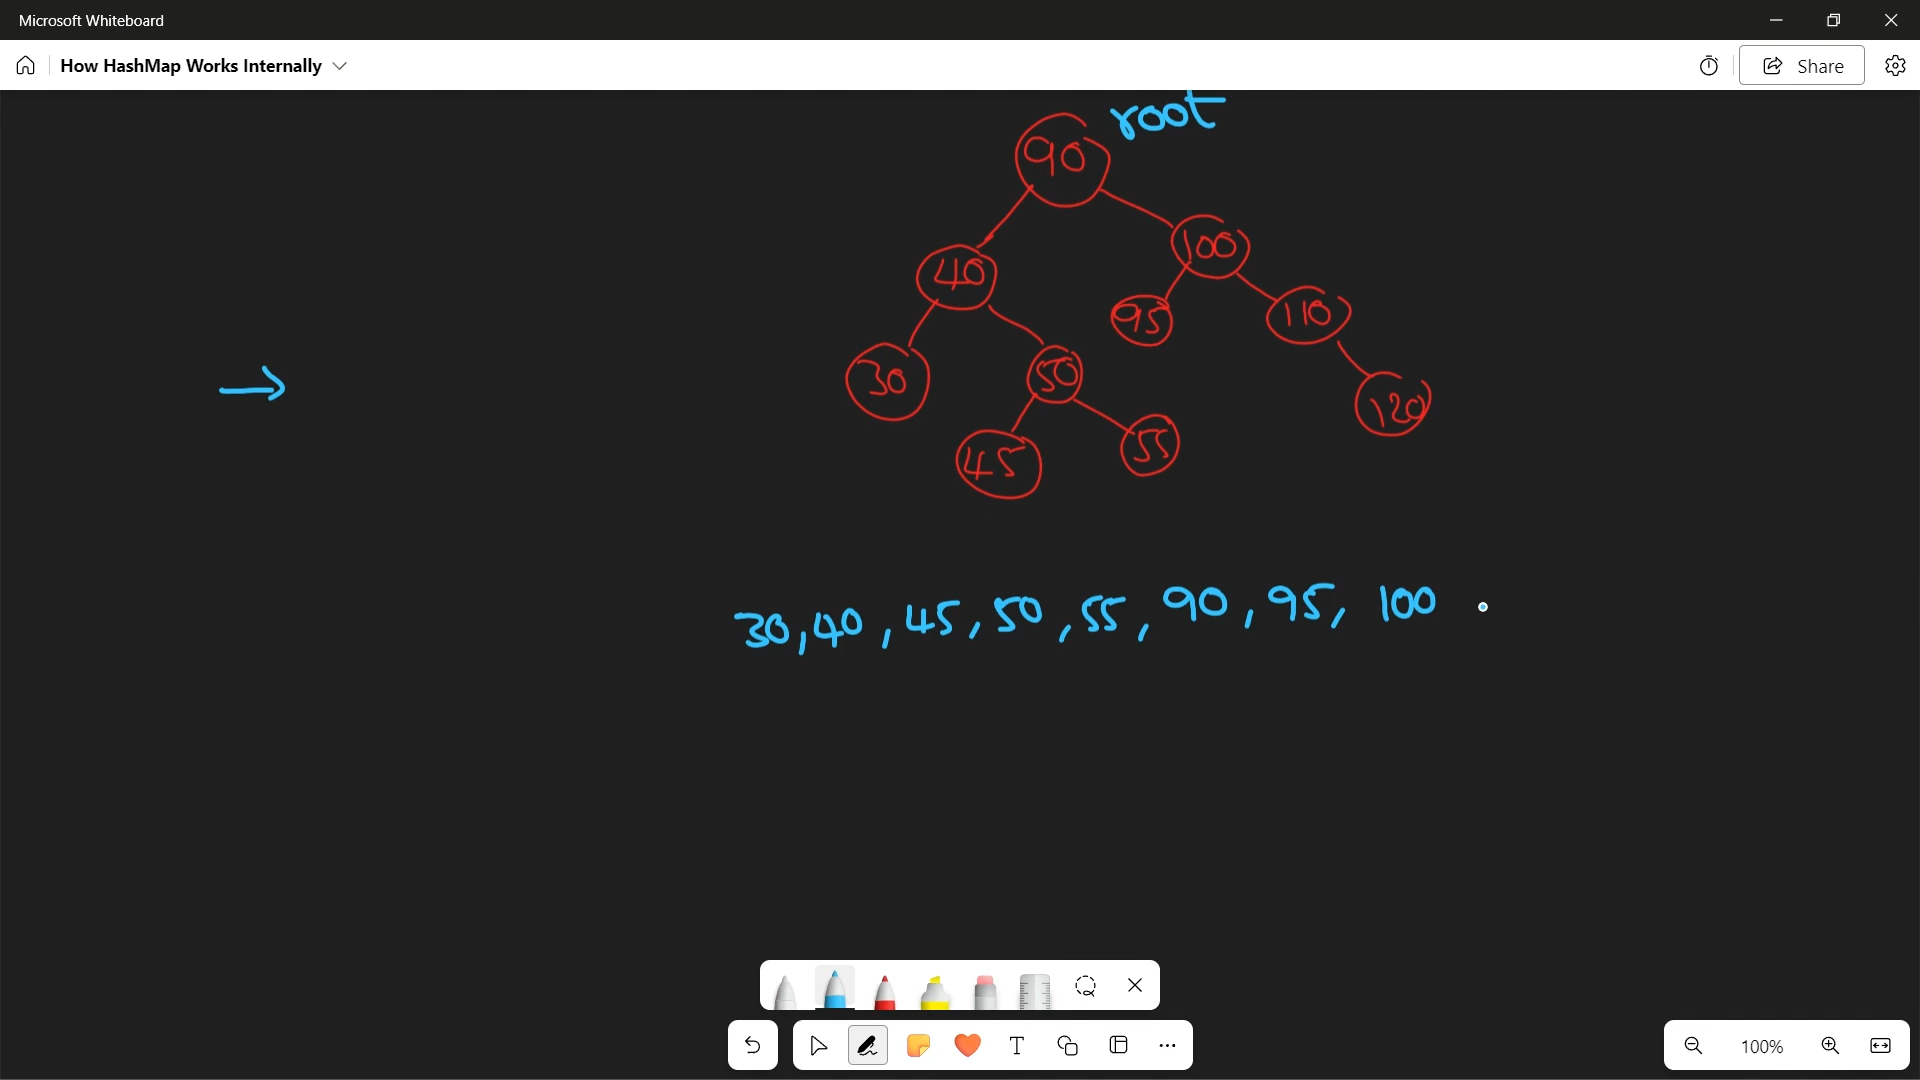 Microsoft Whiteboard
How HashMap Works Internally
Share
root
90
100
40
95
110
30
50
120
45
55
30, 40, 45, 50, 55, 90, 95, 100
T
100%